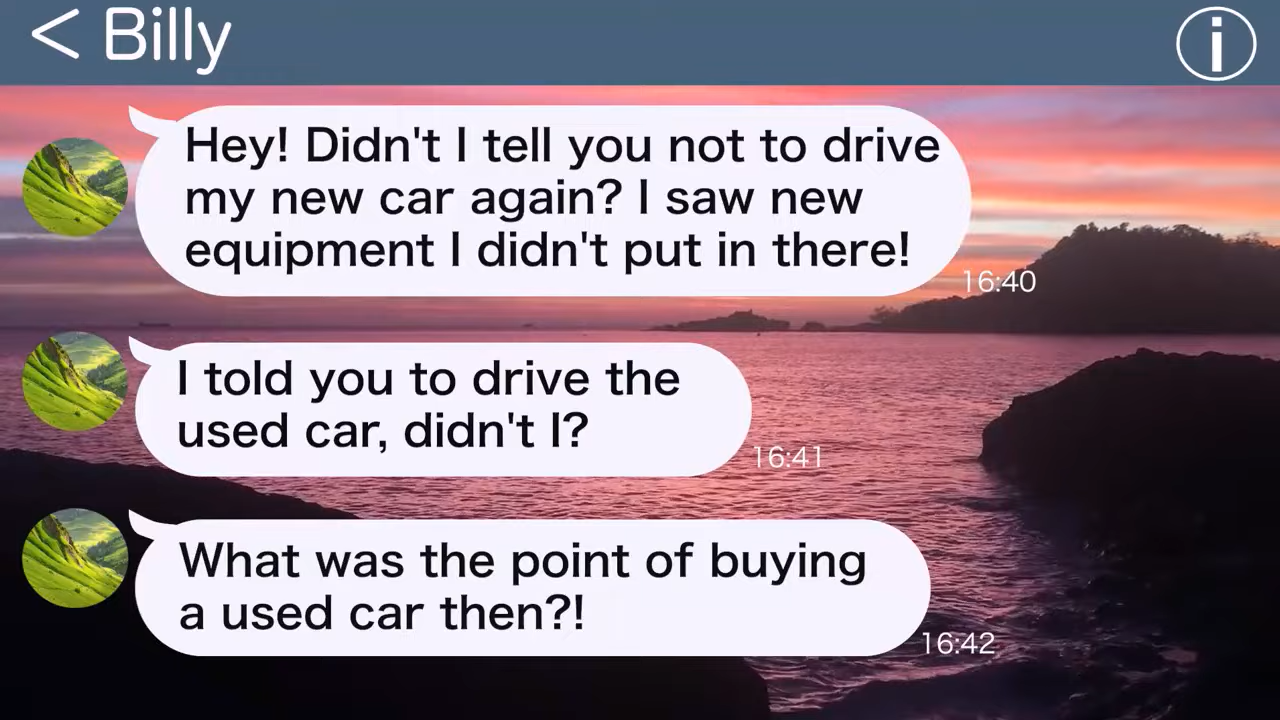 < Billy
Hey! Didn't I tell you not to drive
my new car again? I saw new
equipment I didn't put in there!
16:40
I told you to drive the
used car, didn't I?
16:41
What was the point of buying
a used car then?!
16:42